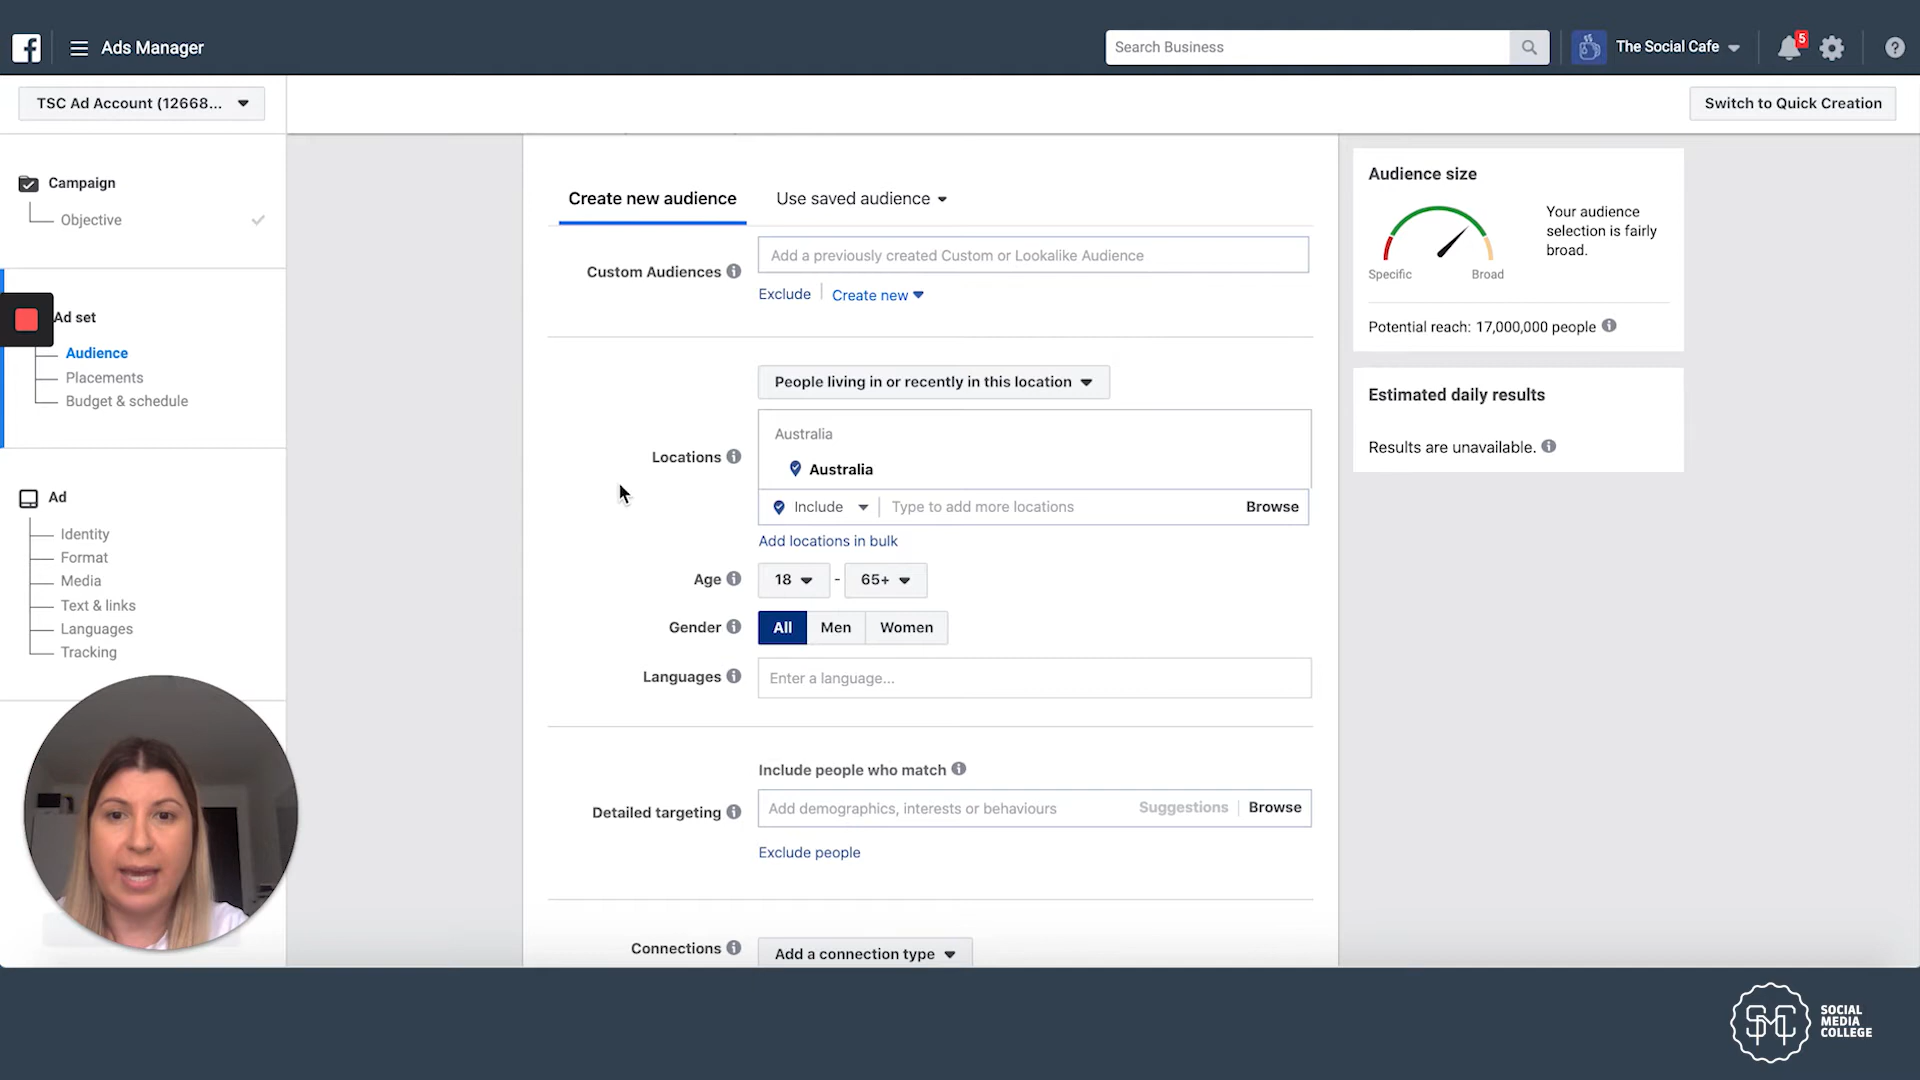 Ads Manager
Search Business
The Social Cafe
5
TSC Ad Account (12668...
Switch to Quick Creation
Campaign
Objective
Ad set
Audience
Placements
Budget & schedule
Ad
Identity
Format
Media
Text & links
Languages
Tracking
Create new audience
Use saved audience
Custom Audiences
Add a previously created Custom or Lookalike Audience
Exclude
Create new
People living in or recently in this location
Locations
Australia
Australia
Include
Type to add more locations
Browse
Add locations in bulk
Age
18
-
65+
Gender
All
Men
Women
Languages
Enter a language...
Include people who match
Detailed targeting
Add demographics, interests or behaviours
Suggestions
Browse
Exclude people
Connections
Add a connection type
Audience size
Specific
Broad
Your audience
selection is fairly
broad.
Potential reach: 17,000,000 people
Estimated daily results
Results are unavailable.
SMC
SOCIAL
MEDIA
COLLEGE